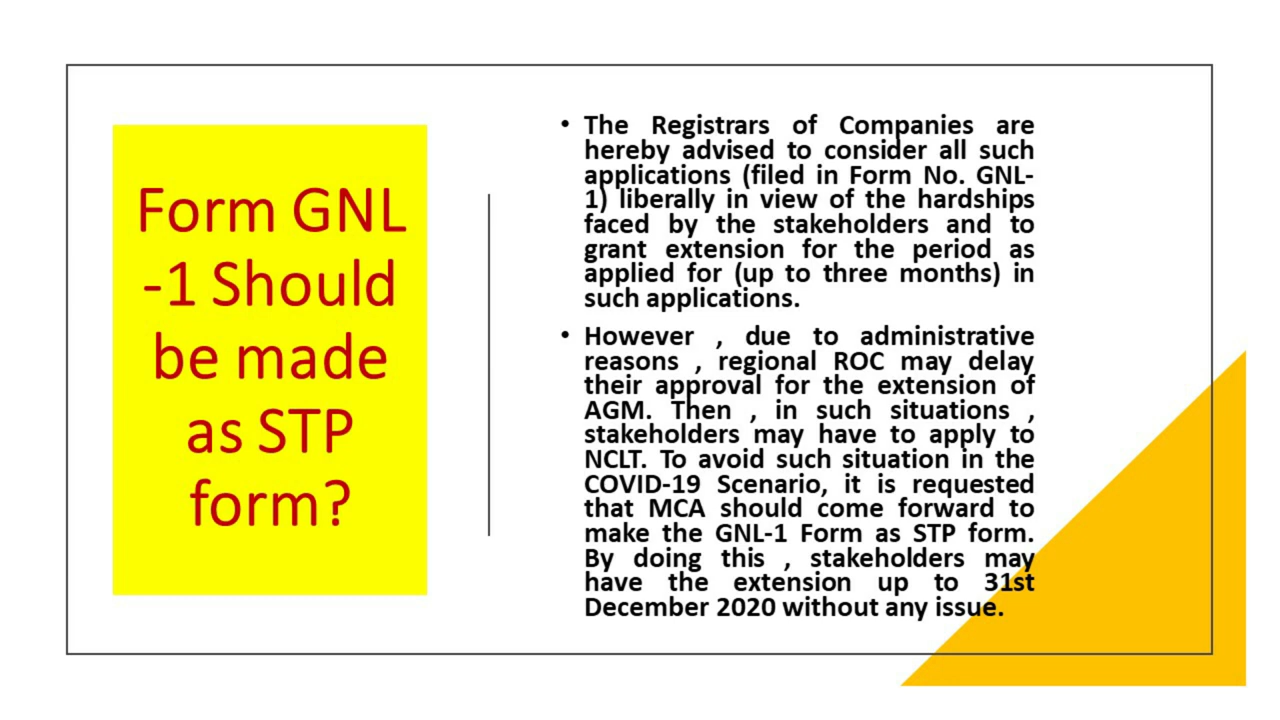 Form GNL
-1 Should
be made
as STP
form?
• The Registrars of Companies are
hereby advised to consider all such
applications (filed in Form No. GNL-
1) liberally in view of the hardships
faced by the stakeholders and to
grant extension for the period as
applied for (up to three months) in
such applications.
• However , due to administrative
reasons , regional ROC may delay
their approval for the extension of
AGM. Then , in such situations ,
stakeholders may have to apply to
NCLT. To avoid such situation in the
COVID-19 Scenario, it is requested
that MCA should come forward to
make the GNL-1 Form as STP form.
By doing this , stakeholders may
have the extension up to 31st
December 2020 without any issue.